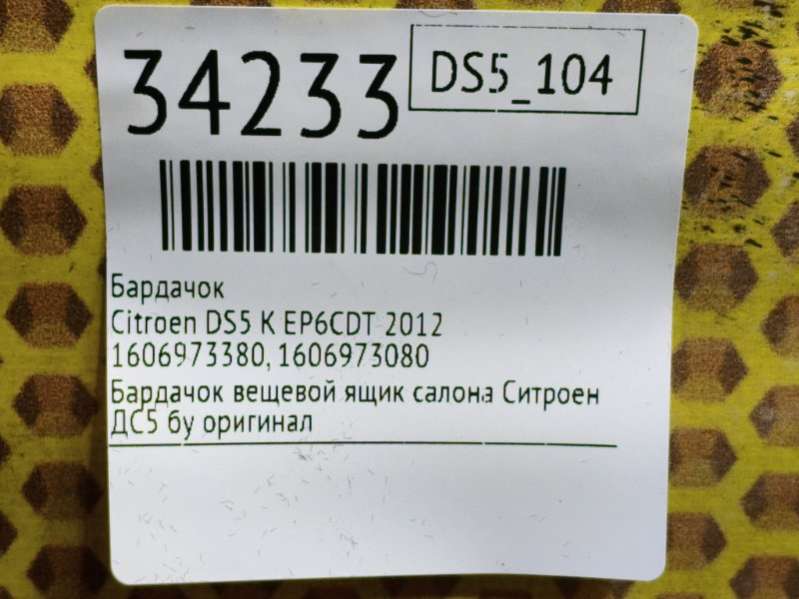 34233
DS5_104
Бардачок
Citroen DS5 K EP6CDT 2012
1606973380, 1606973080
Бардачок вещевой ящик салона Ситроен
ДС5 бу оригинал